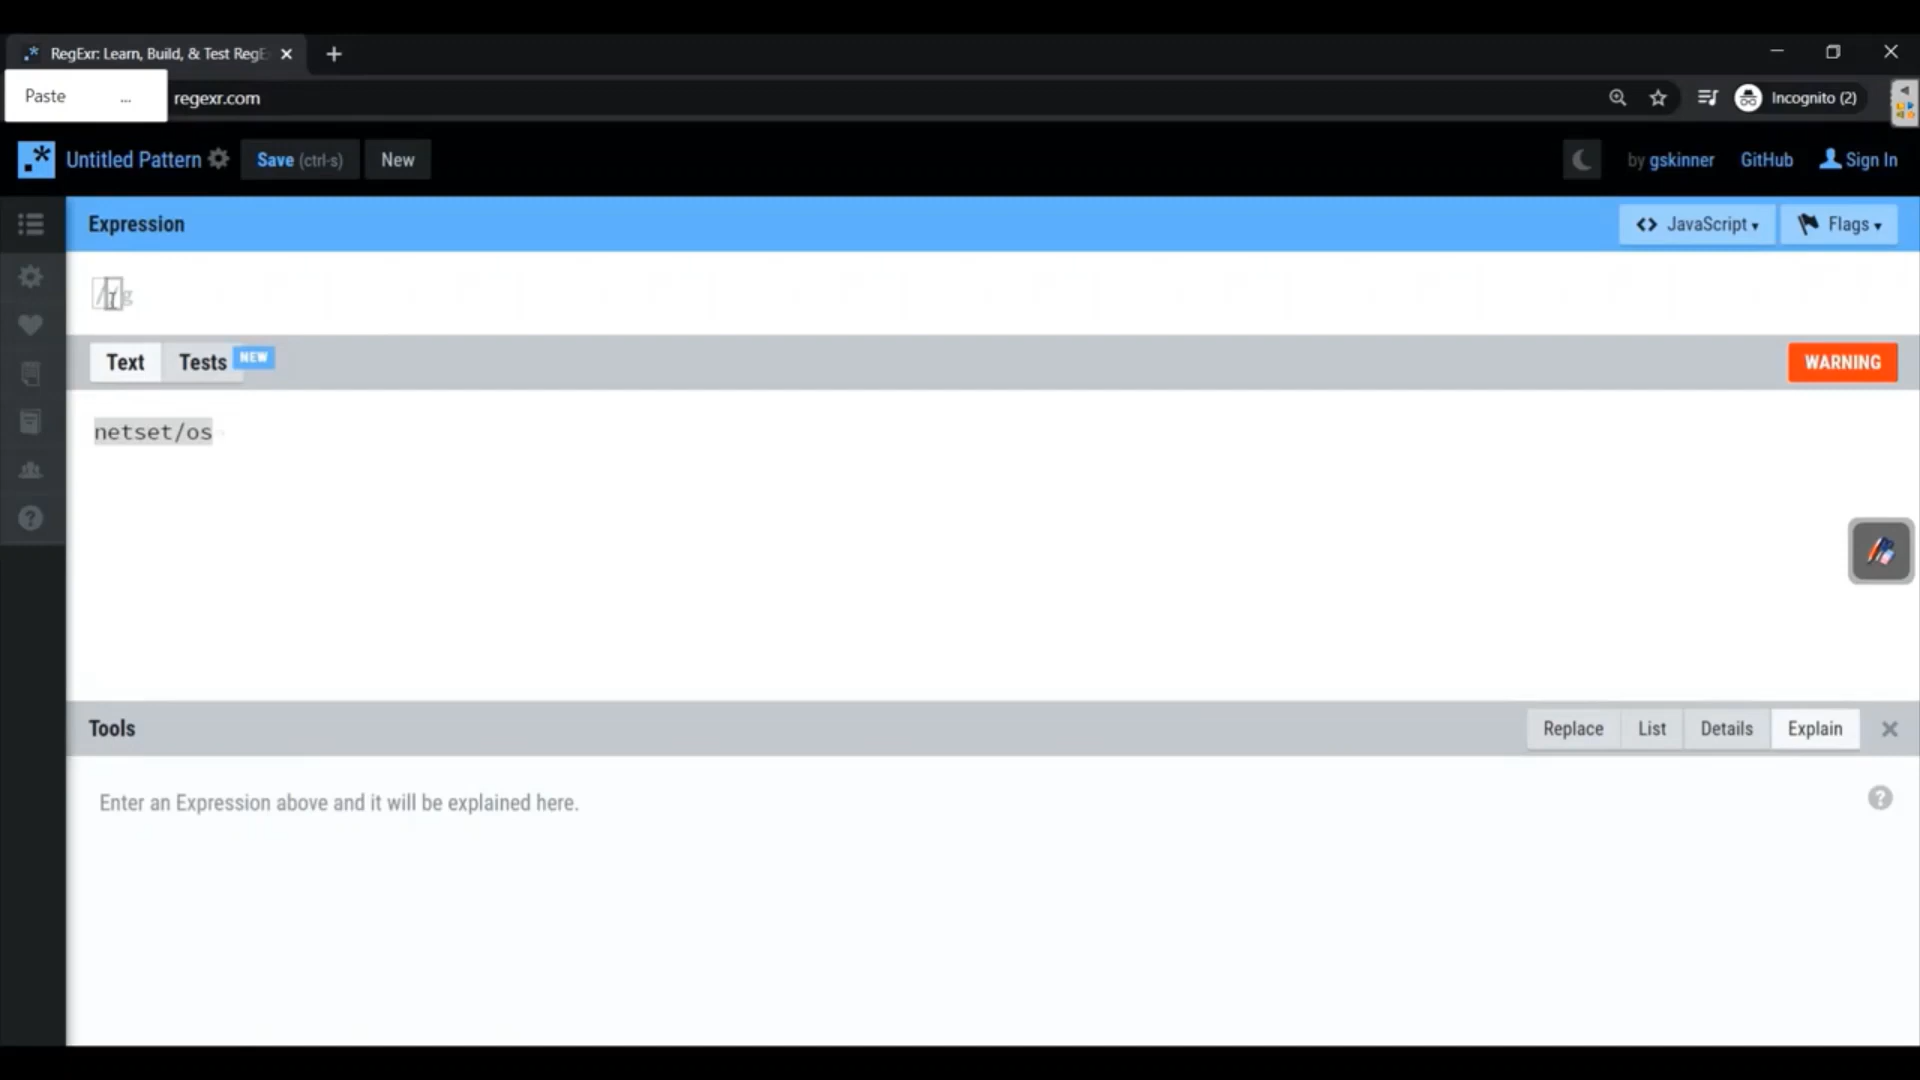 RegExr: Learn, Build, & Test RegE
Paste ...
regexr.com
Incognito (2)
.*
Untitled Pattern
Save (ctrl-s)
New
by gskinner
GitHub
Sign In
Expression
<> JavaScript ▾
Flags ▾
/ g
Text
Tests
NEW
WARNING
netset/os
Tools
Replace
List
Details
Explain
Enter an Expression above and it will be explained here.